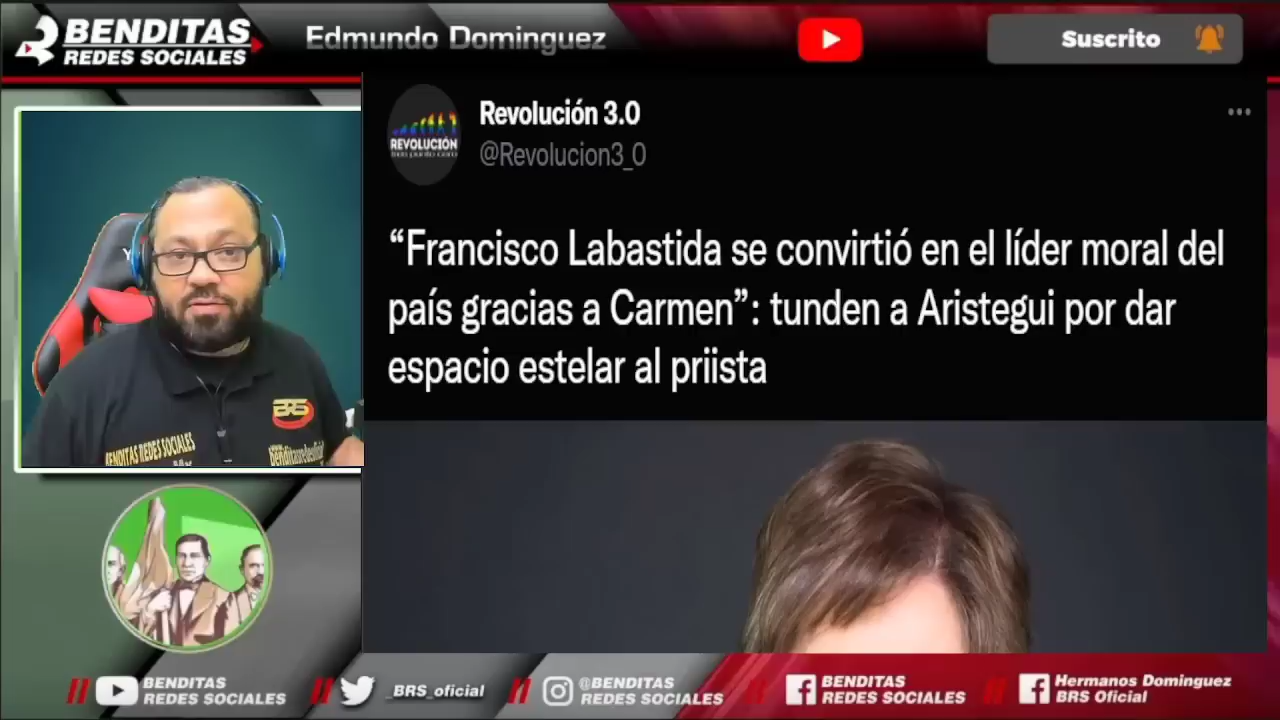 BENDITAS
REDES SOCIALES
Edmundo Dominguez
Suscrito
REVOLUCIÓN
Revolución 3.0
@Revolucion3_0
“Francisco Labastida se convirtió en el líder moral del
país gracias a Carmen”: tunden a Aristegui por dar
espacio estelar al priista
BRS
BENDITAS REDES SOCIALES
BENDITAS
REDES SOCIALES
_BRS_oficial
@BENDITAS
REDES SOCIALES
BENDITAS
REDES SOCIALES
Hermanos Dominguez
BRS Oficial